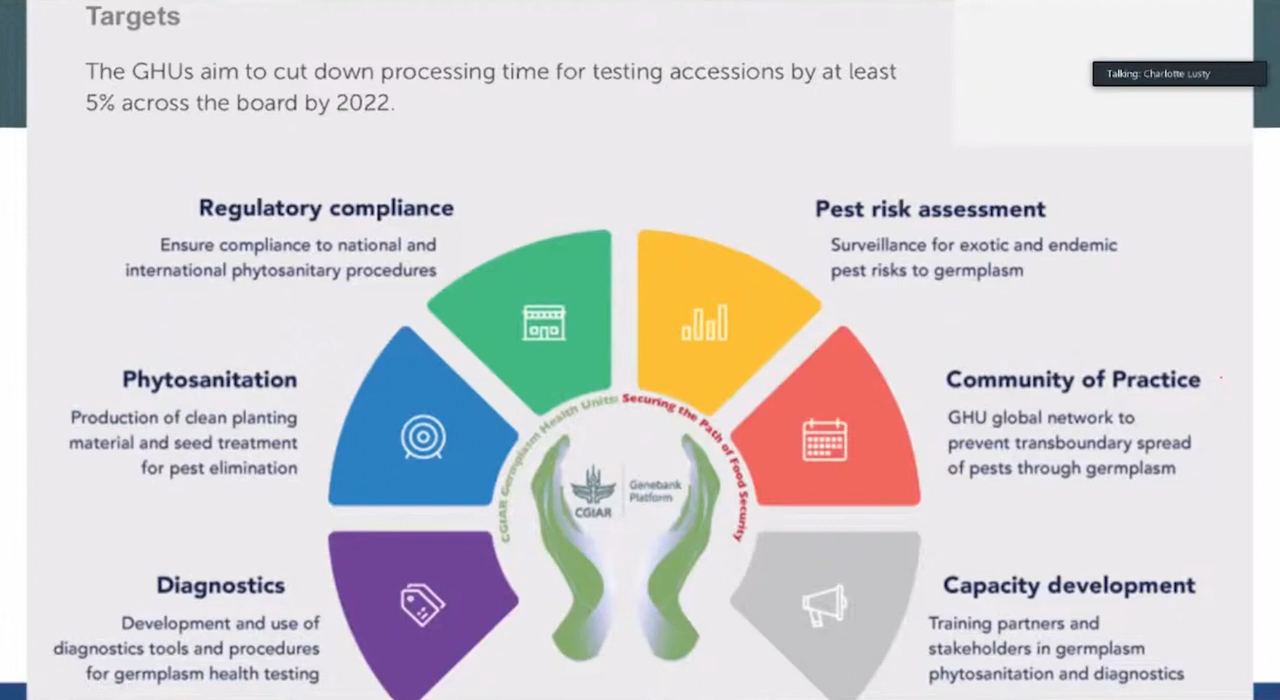 Targets
The GHUs aim to cut down processing time for testing accessions by at least
5% across the board by 2022.
Talking: Charlotte Lusty
Regulatory compliance
Ensure compliance to national and
international phytosanitary procedures
Pest risk assessment
Surveillance for exotic and endemic
pest risks to germplasm
Phytosanitation
Production of clean planting
material and seed treatment
for pest elimination
Community of Practice
GHU global network to
prevent transboundary spread
of pests through germplasm
CGIAR Germplasm Health Units: Securing the Path of Food Security
CGIAR
Genebank
Platform
Diagnostics
Development and use of
diagnostics tools and procedures
for germplasm health testing
Capacity development
Training partners and
stakeholders in germplasm
phytosanitation and diagnostics